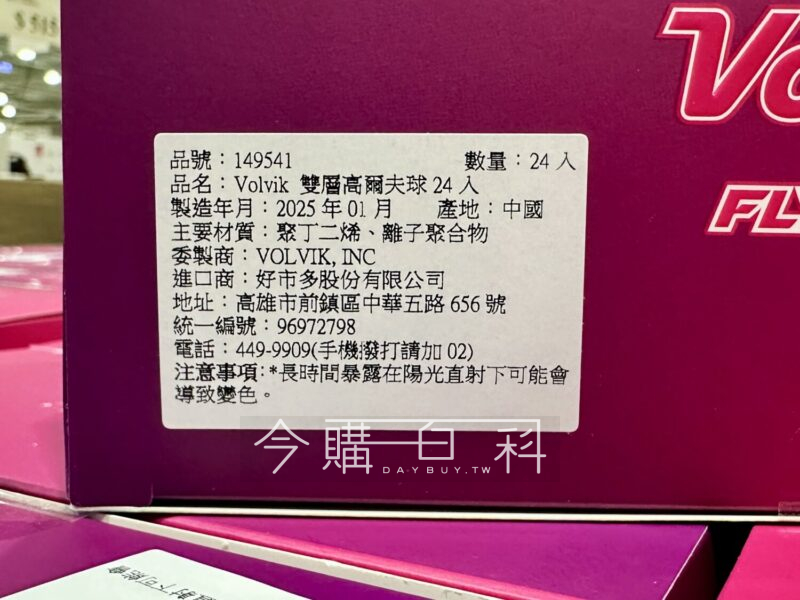 品號：149541 數量：24 入
品名：Volvik 雙層高爾夫球 24 入
製造年月：2025 年 01 月 產地：中國
主要材質：聚丁二烯、離子聚合物
委製商：VOLVIK, INC
進口商：好市多股份有限公司
地址：高雄市前鎮區中華五路 656 號
統一編號：96972798
電話：449-9909(手機撥打請加 02)
注意事項:*長時間暴露在陽光直射下可能會
導致變色。
今購百科
DAYBUY.TW
Vo
FLY
射下可能會